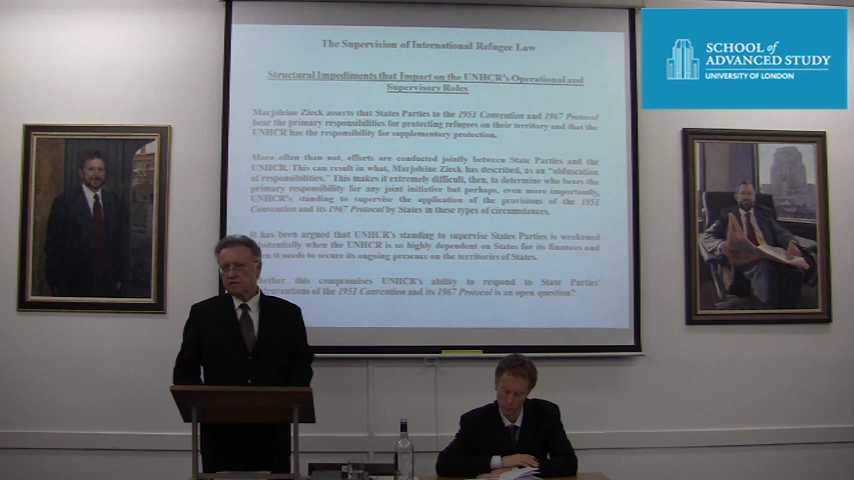 The Supervision of International Refugee Law
Structural Impediments that Impact on the UNHCR's Operational and
Supervisory Roles
Marjoleine Zieck asserts that States Parties to the 1951 Convention and 1967 Protocol
bear the primary responsibilities for protecting refugees on their territory and that the
UNHCR has the responsibility for supplementary protection.
More often than not, efforts are conducted jointly between State Parties and the
UNHCR. This can result in what, Marjoleine Zieck has described, as an "obfuscation
of responsibilities." This makes it extremely difficult, then, to determine who bears the
primary responsibility for any joint initiative but perhaps, even more importantly,
UNHCR's standing to supervise the application of the provisions of the 1951
Convention and its 1967 Protocol by States in these types of circumstances.
It has been argued that UNHCR's standing to supervise States Parties is weakened
substantially when the UNHCR is so highly dependent on States for its finances and
it needs to secure its ongoing presence on the territories of States.
this compromises UNHCR's ability to respond to State Parties'
of the 1951 Convention and its 1967 Protocol is an open question?
SCHOOL of
ADVANCED STUDY
UNIVERSITY OF LONDON